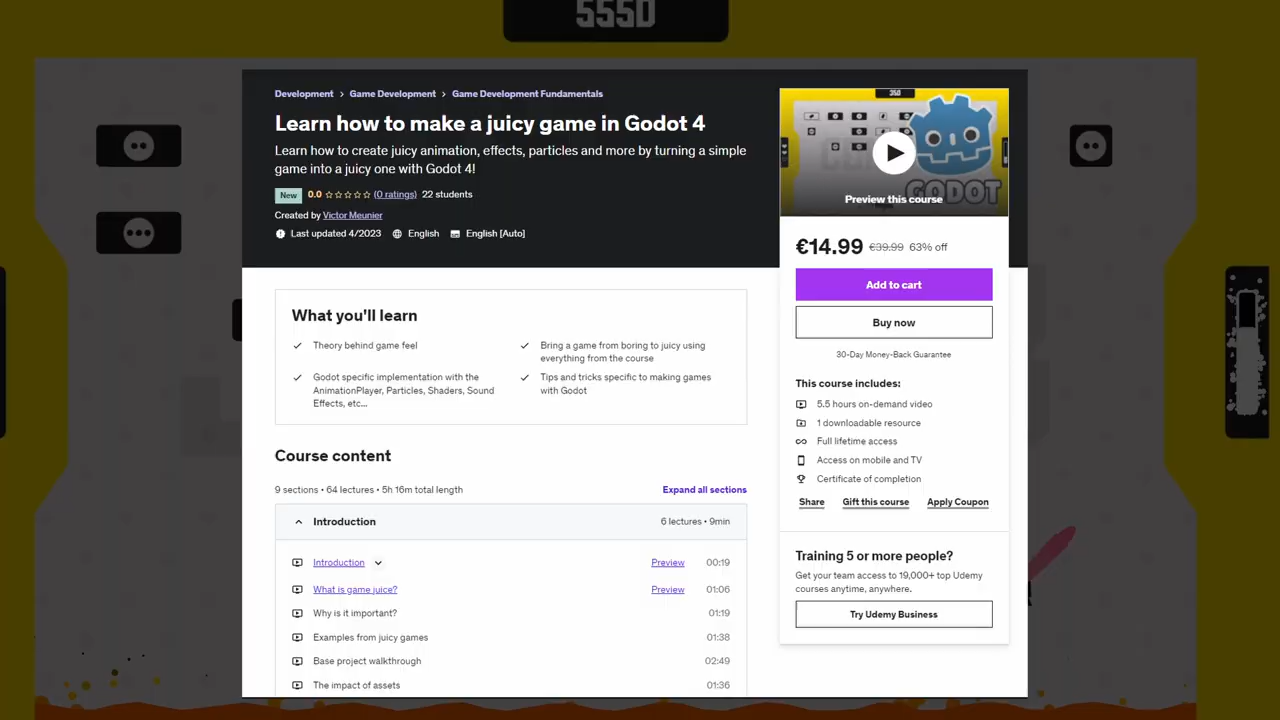 555D
Development > Game Development > Game Development Fundamentals
Learn how to make a juicy game in Godot 4
Learn how to create juicy animation, effects, particles and more by turning a simple
game into a juicy one with Godot 4!
New 0.0 (0 ratings) 22 students
Created by Victor Meunier
Last updated 4/2023 English English [Auto]
What you'll learn
Theory behind game feel
Bring a game from boring to juicy using
everything from the course
Godot specific implementation with the
AnimationPlayer, Particles, Shaders, Sound
Effects, etc...
Tips and tricks specific to making games
with Godot
Course content
9 sections • 64 lectures • 5h 16m total length
Expand all sections
Introduction 6 lectures • 9min
Introduction Preview 00:19
What is game juice? Preview 01:06
Why is it important? 01:19
Examples from juicy games 01:38
Base project walkthrough 02:49
The impact of assets 01:36
GODOT
Preview this course
€14.99 €39.99 63% off
Add to cart
Buy now
30-Day Money-Back Guarantee
This course includes:
5.5 hours on-demand video
1 downloadable resource
Full lifetime access
Access on mobile and TV
Certificate of completion
Share Gift this course Apply Coupon
Training 5 or more people?
Get your team access to 19,000+ top Udemy
courses anytime, anywhere.
Try Udemy Business